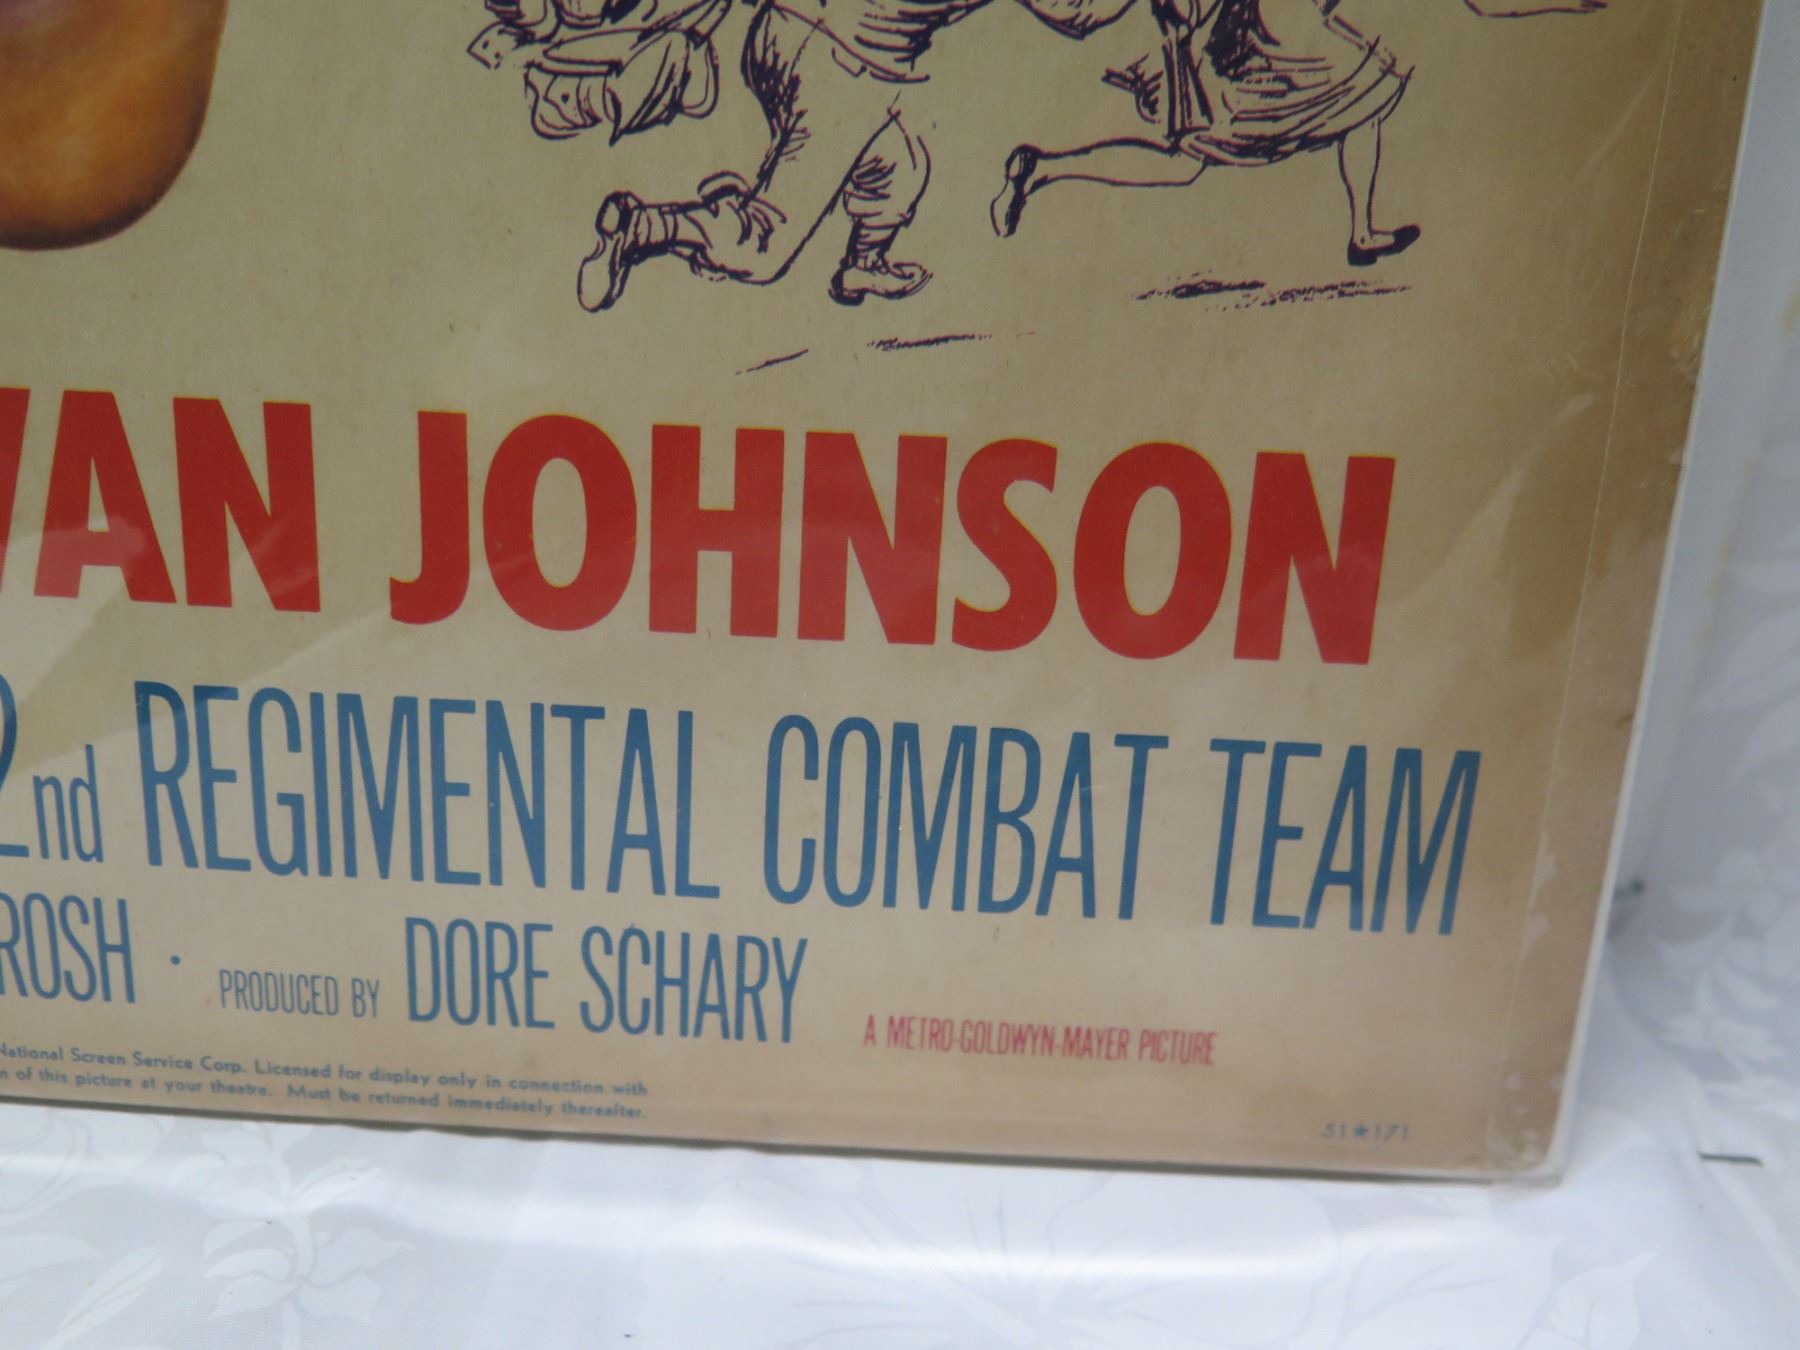 VAN JOHNSON
2nd REGIMENTAL COMBAT TEAM
ROSH · PRODUCED BY DORE SCHARY A METRO-GOLDWYN-MAYER PICTURE
National Screen Service Corp. Licensed for display only in connection with
n of this picture at your theatre. Must be returned immediately thereafter.
51★171